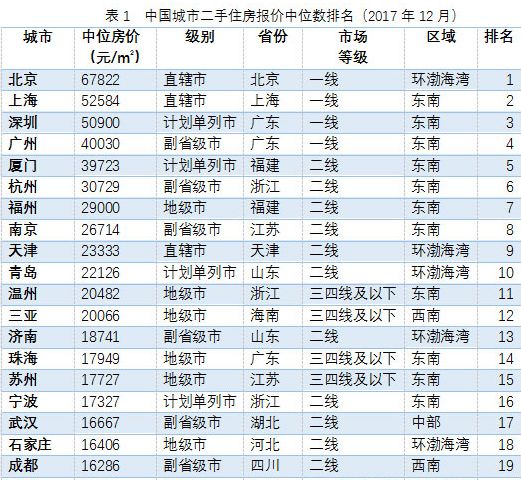 表 1 中国城市二手住房报价中位数排名（2017 年 12 月）
城市 中位房价 级别 省份 市场 区域 排名
(元/㎡) 等级
北京 67822 直辖市 北京 一线 环渤海湾 1
上海 52584 直辖市 上海 一线 东南 2
深圳 50900 计划单列市 广东 一线 东南 3
广州 40030 副省级市 广东 一线 东南 4
厦门 39723 计划单列市 福建 二线 东南 5
杭州 30729 副省级市 浙江 二线 东南 6
福州 29000 地级市 福建 二线 东南 7
南京 26714 副省级市 江苏 二线 东南 8
天津 23333 直辖市 天津 二线 环渤海湾 9
青岛 22126 计划单列市 山东 二线 环渤海湾 10
温州 20482 地级市 浙江 三四线及以下 东南 11
三亚 20066 地级市 海南 三四线及以下 西南 12
济南 18741 副省级市 山东 二线 环渤海湾 13
珠海 17949 地级市 广东 三四线及以下 东南 14
苏州 17727 地级市 江苏 三四线及以下 东南 15
宁波 17327 计划单列市 浙江 二线 东南 16
武汉 16667 副省级市 湖北 二线 中部 17
石家庄 16406 地级市 河北 二线 环渤海湾 18
成都 16286 副省级市 四川 二线 西南 19